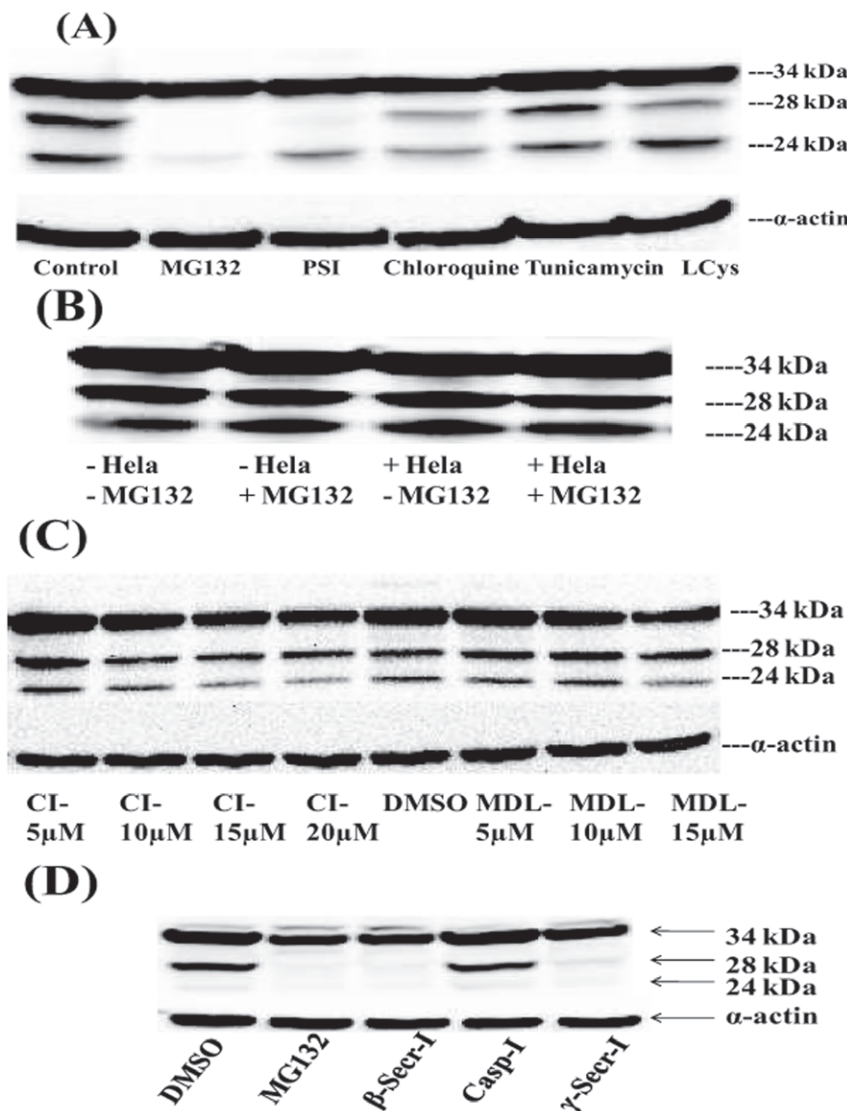 (A)
---34 kDa
---28 kDa
---24 kDa
---α-actin
Control MG132 PSI Chloroquine Tunicamycin LCys
(B)
----34 kDa
----28 kDa
----24 kDa
- Hela - Hela + Hela + Hela
- MG132 + MG132 - MG132 + MG132
(C)
---34 kDa
---28 kDa
---24 kDa
---α-actin
CI- CI- CI- CI- DMSO MDL- MDL- MDL-
5µM 10µM 15µM 20µM 5µM 10µM 15µM
(D)
34 kDa
28 kDa
24 kDa
α-actin
DMSO MG132 β-Secr-I Casp-I γ-Secr-I